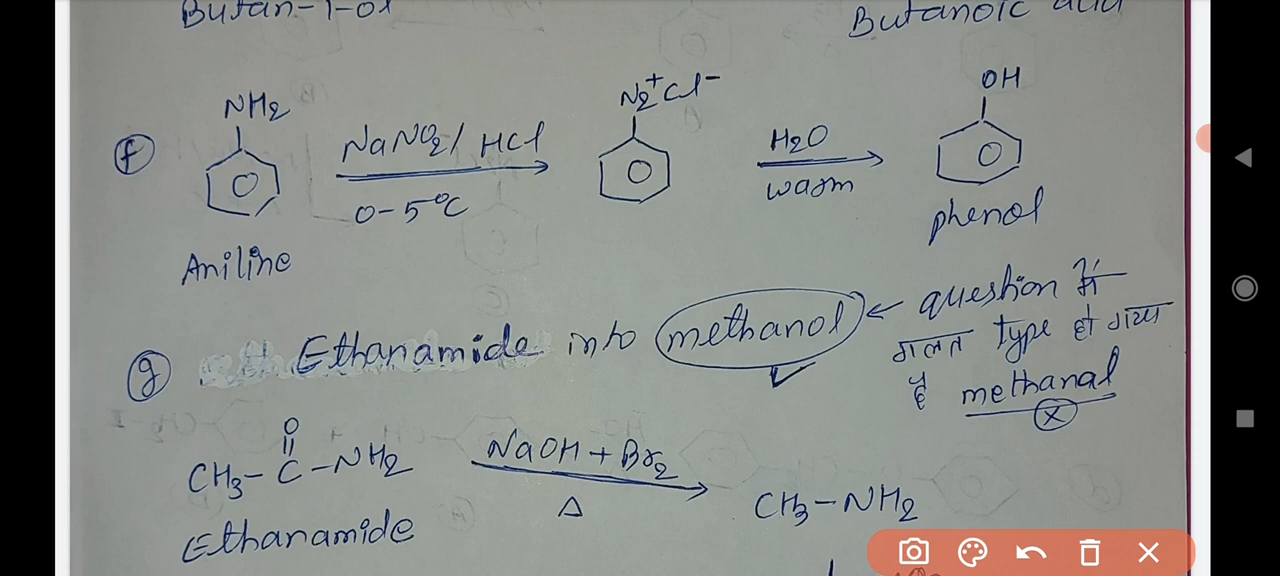 Butan-1-ol
Butanoic acid
(f) NH2 NaNO2/ HCl 0-5°C N2+Cl- H2O warm OH
Aniline
phenol
(g) Ethanamide into methanol ← question में
गलत type हो गया
है methanal
(x)
CH3-C-NH2 NaOH + Br2 Δ CH3-NH2
O
Ethanamide